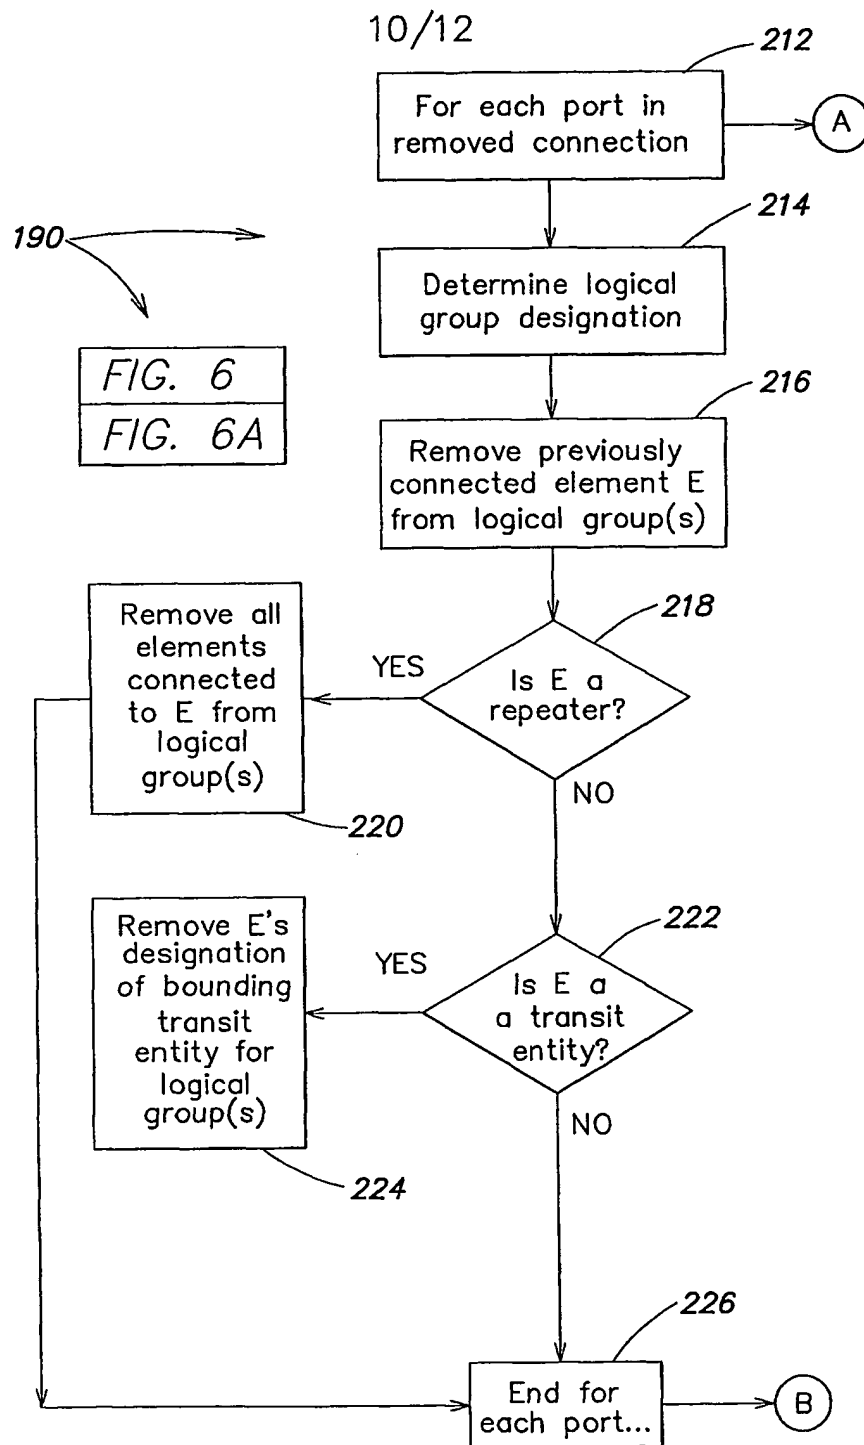 10/12
212
For each port in
removed connection
A
214
190
Determine logical
group designation
FIG. 6
FIG. 6A
216
Remove previously
connected element E
from logical group(s)
218
Remove all
elements
connected
to E from
logical
group(s)
YES
Is E a
repeater?
220
NO
222
Remove E's
designation
of bounding
transit
entity for
logical
group(s)
YES
Is E a
a transit
entity?
224
NO
226
End for
each port...
B